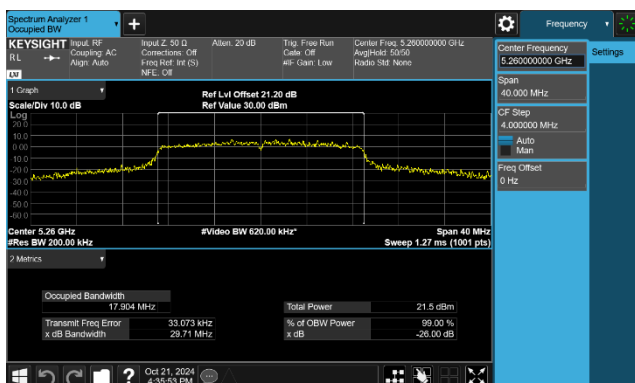 Spectrum Analyzer 1
Occupied BW
+
Frequency
KEYSIGHT
RL
LXI
Input: RF
Coupling: AC
Align: Auto
Input Z: 50 Ω
Corrections: Off
Freq Ref: Int (S)
NFE: Off
Atten: 20 dB
Trig: Free Run
Gate: Off
#IF Gain: Low
Center Freq: 5.260000000 GHz
Avg|Hold: 50/50
Radio Std: None
Center Frequency
5.260000000 GHz
Settings
Span
40.000 MHz
CF Step
4.000000 MHz
Auto
Man
Freq Offset
0 Hz
1 Graph
Scale/Div 10.0 dB
Ref Lvl Offset 21.20 dB
Ref Value 30.00 dBm
Log
20.0
10.0
0.00
-10.0
-20.0
-30.0
-40.0
-50.0
-60.0
Center 5.26 GHz
#Res BW 200.00 kHz
#Video BW 620.00 kHz*
Span 40 MHz
Sweep 1.27 ms (1001 pts)
2 Metrics
Occupied Bandwidth
17.904 MHz
Total Power 21.5 dBm
Transmit Freq Error 33.073 kHz
% of OBW Power 99.00 %
x dB Bandwidth 29.71 MHz
x dB -26.00 dB
?
Oct 21, 2024
4:35:53 PM